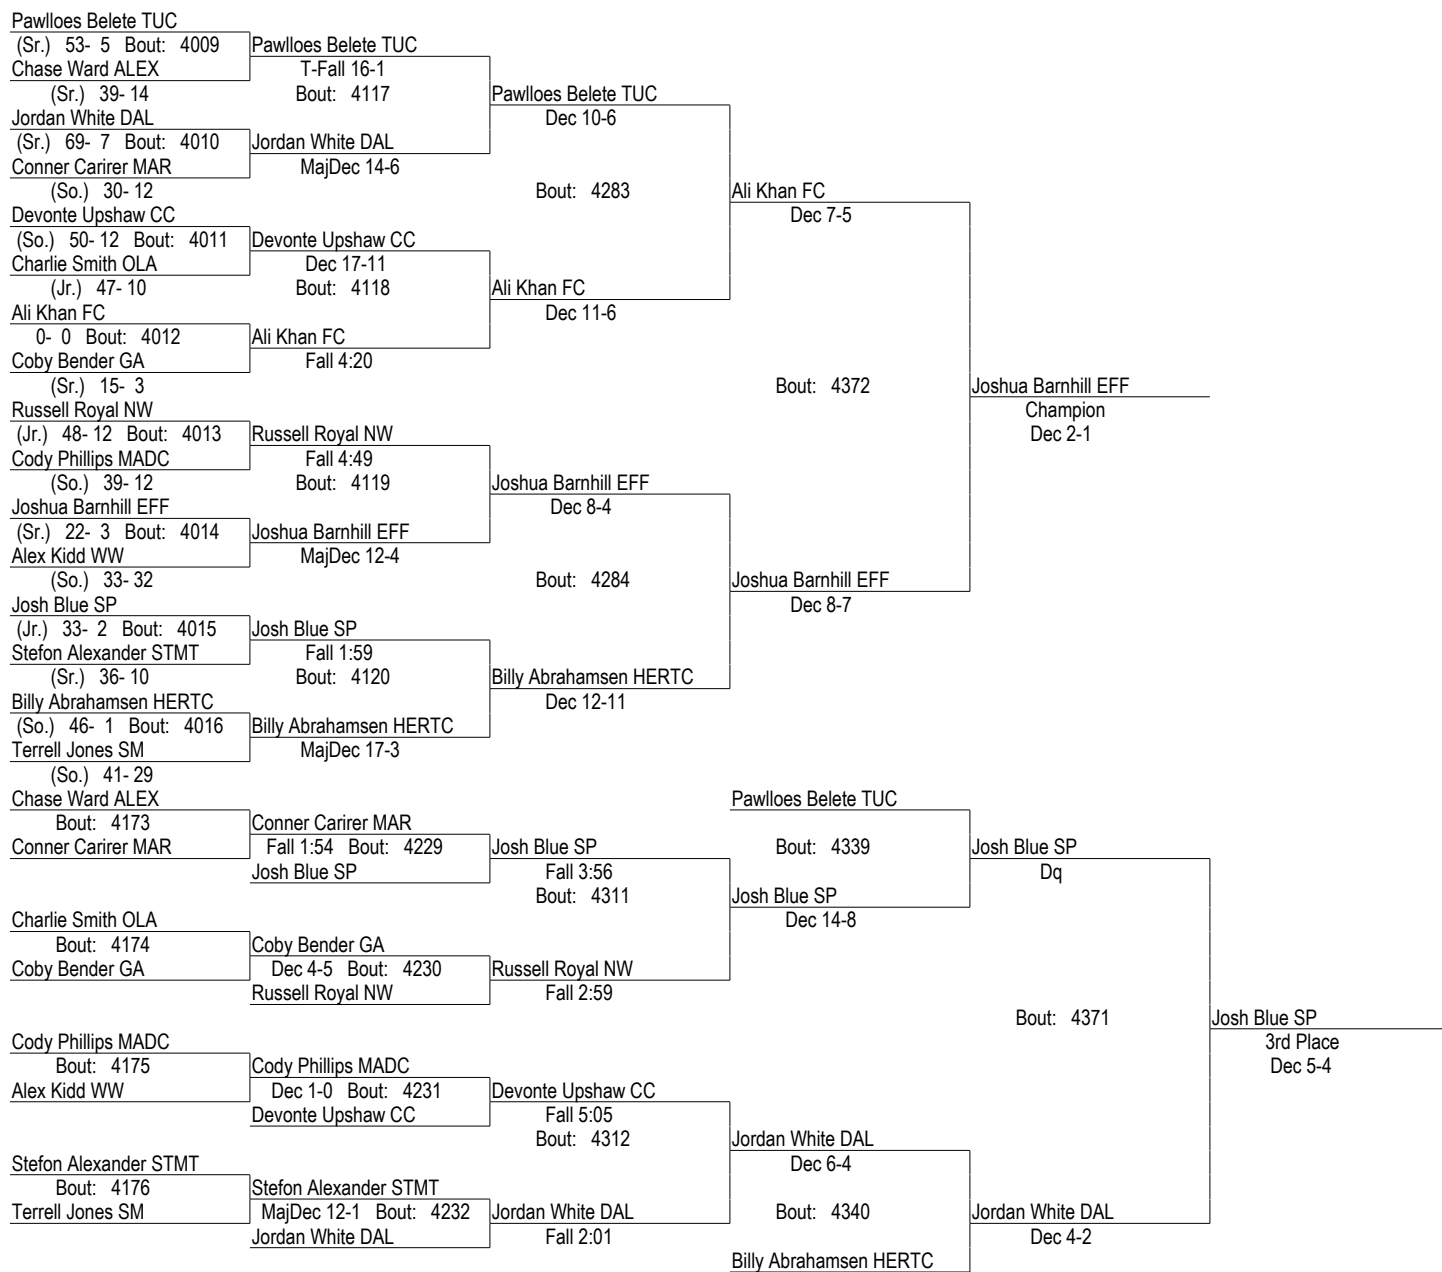 Pawlloes Belete TUC
(Sr.) 53- 5 Bout: 4009 Pawlloes Belete TUC
Chase Ward ALEX T-Fall 16-1
(Sr.) 39- 14 Bout: 4117 Pawlloes Belete TUC
Jordan White DAL Dec 10-6
(Sr.) 69- 7 Bout: 4010 Jordan White DAL
Conner Carirer MAR MajDec 14-6
(So.) 30- 12 Bout: 4283 Ali Khan FC
Devonte Upshaw CC Dec 7-5
(So.) 50- 12 Bout: 4011 Devonte Upshaw CC
Charlie Smith OLA Dec 17-11
(Jr.) 47- 10 Bout: 4118 Ali Khan FC
Ali Khan FC Dec 11-6
0- 0 Bout: 4012 Ali Khan FC
Coby Bender GA Fall 4:20
(Sr.) 15- 3 Bout: 4372 Joshua Barnhill EFF
Russell Royal NW Champion
(Jr.) 48- 12 Bout: 4013 Russell Royal NW Dec 2-1
Cody Phillips MADC Fall 4:49
(So.) 39- 12 Bout: 4119 Joshua Barnhill EFF
Joshua Barnhill EFF Dec 8-4
(Sr.) 22- 3 Bout: 4014 Joshua Barnhill EFF
Alex Kidd WW MajDec 12-4
(So.) 33- 32 Bout: 4284 Joshua Barnhill EFF
Josh Blue SP Dec 8-7
(Jr.) 33- 2 Bout: 4015 Josh Blue SP
Stefon Alexander STMT Fall 1:59
(Sr.) 36- 10 Bout: 4120 Billy Abrahamsen HERTC
Billy Abrahamsen HERTC Dec 12-11
(So.) 46- 1 Bout: 4016 Billy Abrahamsen HERTC
Terrell Jones SM MajDec 17-3
(So.) 41- 29
Chase Ward ALEX Pawlloes Belete TUC
Bout: 4173 Conner Carirer MAR
Conner Carirer MAR Fall 1:54 Bout: 4229 Josh Blue SP Bout: 4339 Josh Blue SP
Josh Blue SP Fall 3:56 Dq
Bout: 4311 Josh Blue SP
Charlie Smith OLA Dec 14-8
Bout: 4174 Coby Bender GA
Coby Bender GA Dec 4-5 Bout: 4230 Russell Royal NW
Russell Royal NW Fall 2:59
Bout: 4371 Josh Blue SP
Cody Phillips MADC 3rd Place
Bout: 4175 Cody Phillips MADC Dec 5-4
Alex Kidd WW Dec 1-0 Bout: 4231 Devonte Upshaw CC
Devonte Upshaw CC Fall 5:05
Bout: 4312 Jordan White DAL
Stefon Alexander STMT Dec 6-4
Bout: 4176 Stefon Alexander STMT
Terrell Jones SM MajDec 12-1 Bout: 4232 Jordan White DAL Bout: 4340 Jordan White DAL
Jordan White DAL Fall 2:01 Dec 4-2
Billy Abrahamsen HERTC